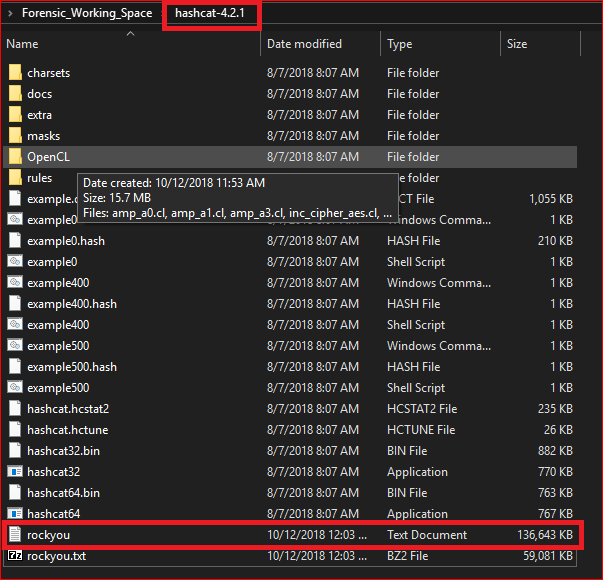 Forensic_Working_Space > hashcat-4.2.1
Name Date modified Type Size
charsets 8/7/2018 8:07 AM File folder
docs 8/7/2018 8:07 AM File folder
extra 8/7/2018 8:07 AM File folder
masks 8/7/2018 8:07 AM File folder
OpenCL 8/7/2018 8:07 AM File folder
rules 8/7/2018 8:07 AM File folder
Date created: 10/12/2018 11:53 AM
Size: 15.7 MB
Files: amp_a0.cl, amp_a1.cl, amp_a3.cl, inc_cipher_aes.cl, ...
example. CT File 1,055 KB
example0 Windows Comma... 1 KB
example0.hash 8/7/2018 8:07 AM HASH File 210 KB
example0 8/7/2018 8:07 AM Shell Script 1 KB
example400 8/7/2018 8:07 AM Windows Comma... 1 KB
example400.hash 8/7/2018 8:07 AM HASH File 1 KB
example400 8/7/2018 8:07 AM Shell Script 1 KB
example500 8/7/2018 8:07 AM Windows Comma... 1 KB
example500.hash 8/7/2018 8:07 AM HASH File 1 KB
example500 8/7/2018 8:07 AM Shell Script 1 KB
hashcat.hcstat2 8/7/2018 8:07 AM HCSTAT2 File 235 KB
hashcat.hctune 8/7/2018 8:07 AM HCTUNE File 26 KB
hashcat32.bin 8/7/2018 8:07 AM BIN File 882 KB
hashcat32 8/7/2018 8:07 AM Application 770 KB
hashcat64.bin 8/7/2018 8:07 AM BIN File 763 KB
hashcat64 8/7/2018 8:07 AM Application 767 KB
rockyou 10/12/2018 12:03 ... Text Document 136,643 KB
rockyou.txt 10/12/2018 12:03 ... BZ2 File 59,081 KB